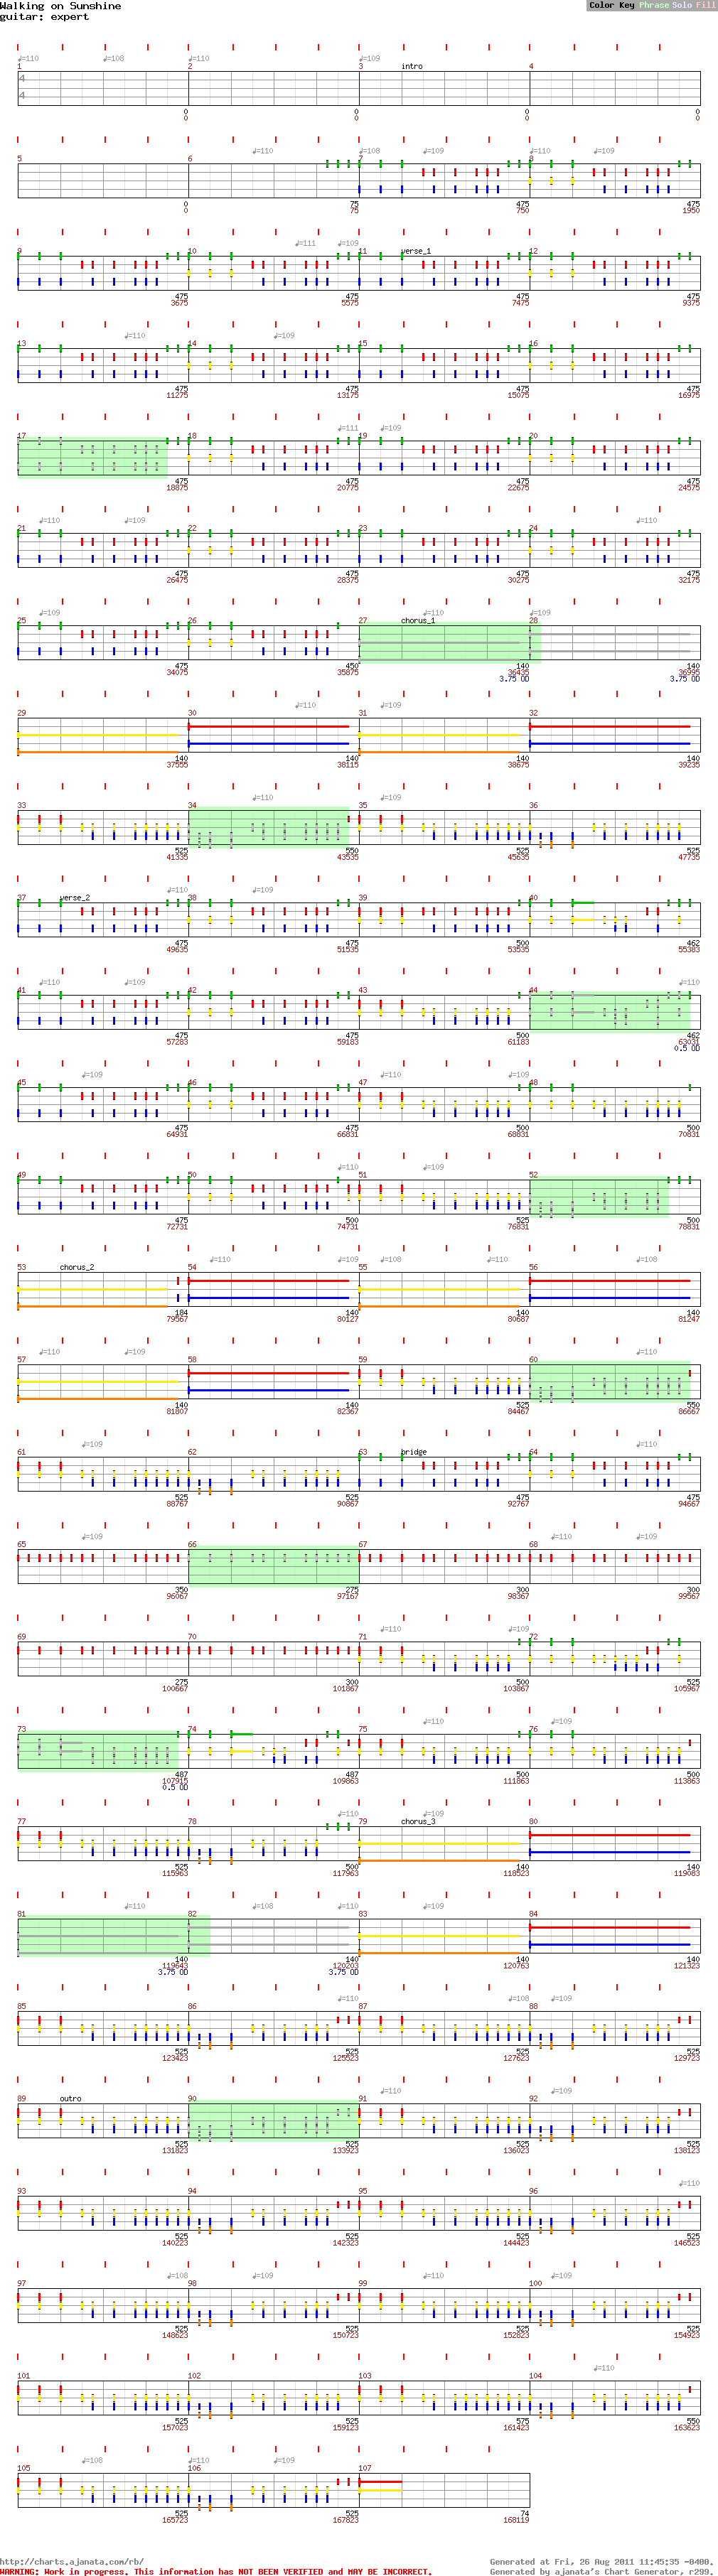 Walking on Sunshine
guitar: expert
Color Key Phrase Solo Fill
♩=110 ♩=108 ♩=110 ♩=109
1 2 3 intro 4
4
4
0 0 0 0
0 0 0 0
♩=110 ♩=108 ♩=109 ♩=110 ♩=109
5 6 7 8
0 75 475 475
0 75 750 1950
♩=111 ♩=109
9 10 11 verse_1 12
475 475 475 475
3675 5575 7475 9375
♩=110 ♩=109
13 14 15 16
475 475 475 475
11275 13175 15075 16975
♩=111 ♩=109
17 18 19 20
475 475 475 475
18875 20775 22675 24575
♩=110 ♩=109 ♩=110
21 22 23 24
475 475 475 475
26475 28375 30275 32175
♩=109 ♩=110 ♩=109
25 26 27 chorus_1 28
475 450 140 140
34075 35875 36435 36995
3.75 OD 3.75 OD
♩=110 ♩=109
29 30 31 32
140 140 140 140
37555 38115 38675 39235
♩=110 ♩=109
33 34 35 36
525 550 525 525
41335 43535 45635 47735
♩=110 ♩=109
37 verse_2 38 39 40
475 475 500 462
49635 51535 53535 55383
♩=110 ♩=109 ♩=110
41 42 43 44
475 475 500 462
57283 59183 61183 63031
0.5 OD
♩=109 ♩=110 ♩=109
45 46 47 48
475 475 500 500
64931 66831 68831 70831
♩=110 ♩=109
49 50 51 52
475 500 525 500
72731 74731 76831 78831
♩=110 ♩=109 ♩=108 ♩=110 ♩=108
53 chorus_2 54 55 56
184 140 140 140
79567 80127 80687 81247
♩=110 ♩=109 ♩=110
57 58 59 60
140 140 525 550
81807 82367 84467 86667
♩=109 ♩=110
61 62 63 bridge 64
525 525 475 475
88767 90867 92767 94667
♩=109 ♩=110 ♩=109
65 66 67 68
350 275 300 300
96067 97167 98367 99567
♩=110 ♩=109
69 70 71 72
275 300 500 525
100667 101867 103867 105967
♩=110 ♩=109
73 74 75 76
487 487 500 500
107915 109863 111863 113863
0.5 OD
♩=110 ♩=109
77 78 79 chorus_3 80
525 500 140 140
115963 117963 118523 119083
♩=110 ♩=108 ♩=110 ♩=109
81 82 83 84
140 140 140 140
119643 120203 120763 121323
3.75 OD 3.75 OD
♩=110 ♩=108 ♩=109
85 86 87 88
525 525 525 525
123423 125523 127623 129723
♩=110 ♩=109
89 outro 90 91 92
525 525 525 525
131823 133923 136023 138123
♩=110
93 94 95 96
525 525 525 525
140223 142323 144423 146523
♩=108 ♩=109 ♩=110 ♩=109
97 98 99 100
525 525 525 525
148623 150723 152823 154923
♩=110
101 102 103 104
525 525 575 550
157023 159123 161423 163623
♩=108 ♩=110 ♩=109
105 106 107
525 525 74
165723 167823 168119
http://charts.ajanata.com/rb/ Generated at Fri, 26 Aug 2011 11:45:35 -0400.
WARNING: Work in progress. This information has NOT BEEN VERIFIED and MAY BE INCORRECT. Generated by ajanata's Chart Generator, r299.